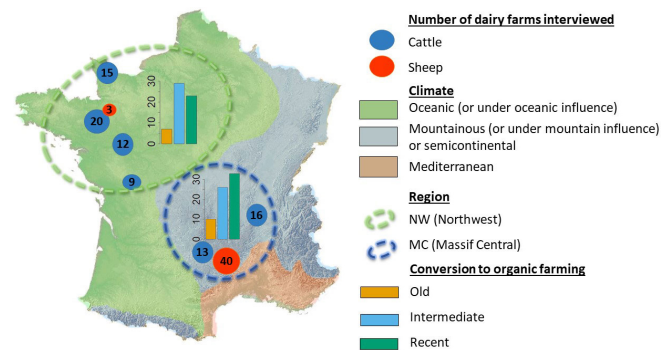 Number of dairy farms interviewed
Cattle
Sheep
Climate
Oceanic (or under oceanic influence)
Mountainous (or under mountain influence)
or semicontinental
Mediterranean
Region
NW (Northwest)
MC (Massif Central)
Conversion to organic farming
Old
Intermediate
Recent
15
3
20
12
9
30
20
10
0
30
20
10
0
16
13
40